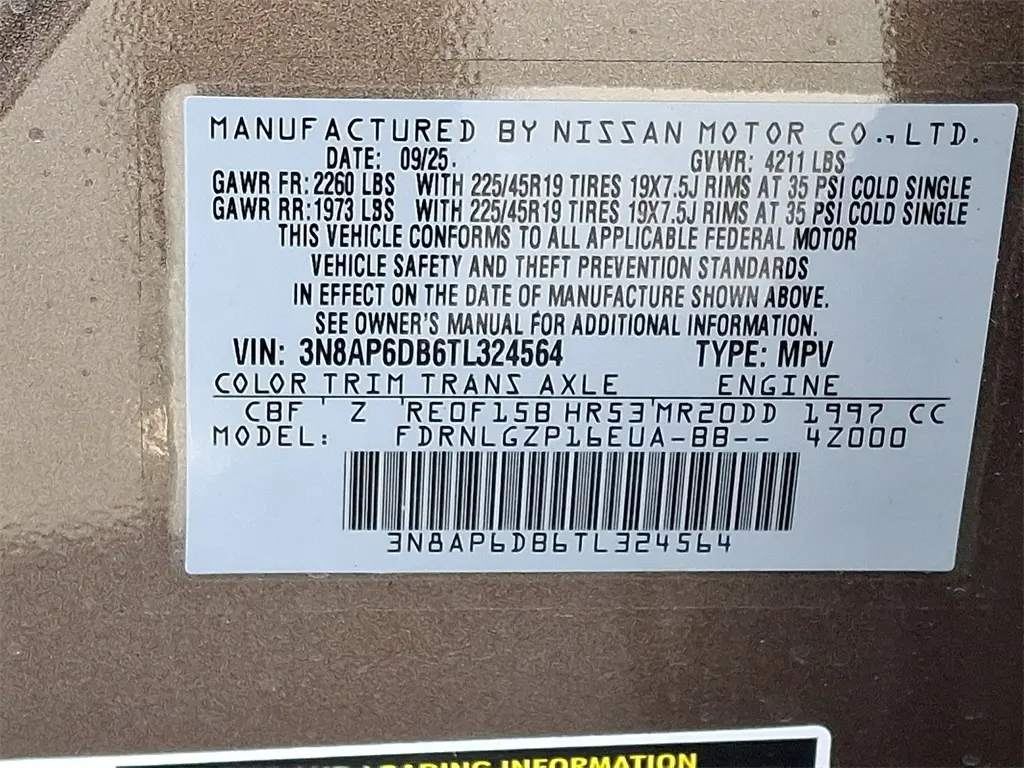 MANUFACTURED BY NISSAN MOTOR CO., LTD.
DATE: 09/25. GVWR: 4211 LBS
GAWR FR: 2260 LBS WITH 225/45R19 TIRES 19X7.5J RIMS AT 35 PSI COLD SINGLE
GAWR RR: 1973 LBS WITH 225/45R19 TIRES 19X7.5J RIMS AT 35 PSI COLD SINGLE
THIS VEHICLE CONFORMS TO ALL APPLICABLE FEDERAL MOTOR
VEHICLE SAFETY AND THEFT PREVENTION STANDARDS
IN EFFECT ON THE DATE OF MANUFACTURE SHOWN ABOVE.
SEE OWNER'S MANUAL FOR ADDITIONAL INFORMATION.
VIN: 3N8AP6DB6TL324564 TYPE: MPV
COLOR TRIM TRANS AXLE ENGINE
CBF Z RE0F15B HR53 MR20DD 1997 CC
MODEL: FDRNLGZP16EUA-BB-- 4Z000
3N8AP6DB6TL324564
LOADING INFORMATION